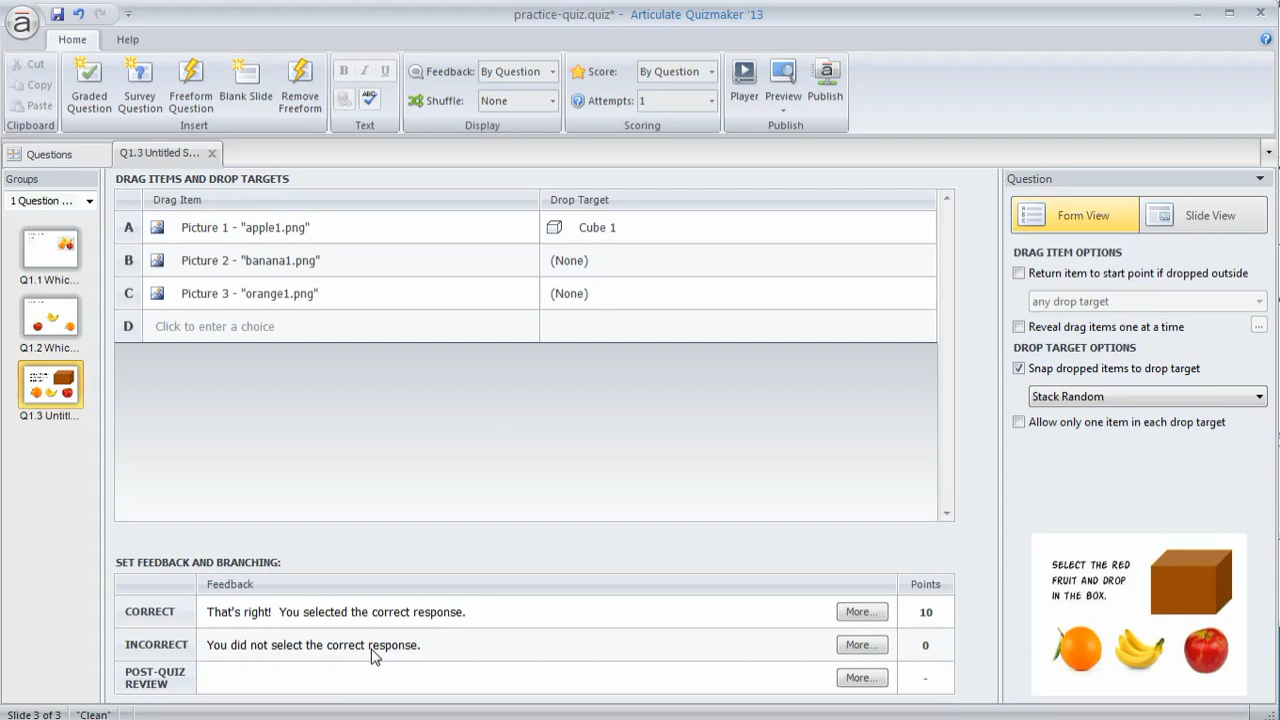 practice-quiz.quiz* - Articulate Quizmaker '13
Home
Help
Cut
Copy
Paste
Clipboard
Graded Question
Survey Question
Freeform Question
Blank Slide
Remove Freeform
Insert
B I U
ABC
Text
Feedback: By Question
Shuffle: None
Display
Score: By Question
Attempts: 1
Scoring
Player
Preview
Publish
Publish
Questions
Q1.3 Untitled S...
Groups
1 Question ...
Q1.1 Whic...
Q1.2 Whic...
Q1.3 Untitl...
DRAG ITEMS AND DROP TARGETS
Drag Item Drop Target
A Picture 1 - "apple1.png" Cube 1
B Picture 2 - "banana1.png" (None)
C Picture 3 - "orange1.png" (None)
D Click to enter a choice
SET FEEDBACK AND BRANCHING:
Feedback Points
CORRECT That's right! You selected the correct response. More... 10
INCORRECT You did not select the correct response. More... 0
POST-QUIZ REVIEW More... -
Question
Form View
Slide View
DRAG ITEM OPTIONS
Return item to start point if dropped outside
any drop target
Reveal drag items one at a time ...
DROP TARGET OPTIONS
Snap dropped items to drop target
Stack Random
Allow only one item in each drop target
SELECT THE RED
FRUIT AND DROP
IN THE BOX.
Slide 3 of 3 "Clean"